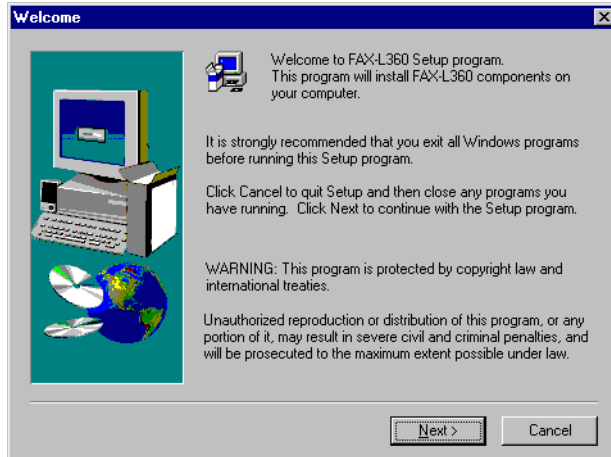 Welcome
Welcome to FAX-L360 Setup program.
This program will install FAX-L360 components on
your computer.
It is strongly recommended that you exit all Windows programs
before running this Setup program.
Click Cancel to quit Setup and then close any programs you
have running. Click Next to continue with the Setup program.
WARNING: This program is protected by copyright law and
international treaties.
Unauthorized reproduction or distribution of this program, or any
portion of it, may result in severe civil and criminal penalties, and
will be prosecuted to the maximum extent possible under law.
Next > Cancel